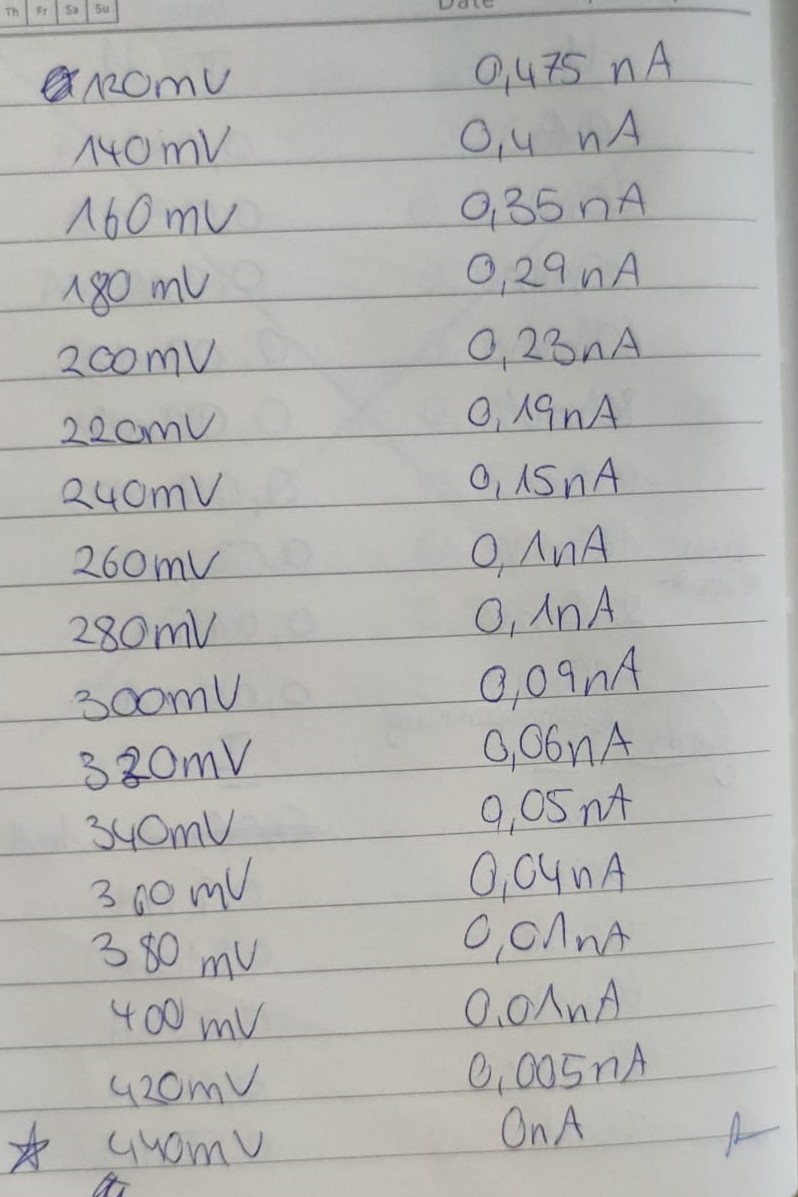 Th Fr Sa Su
Date
120mV 0,475 nA
140mV 0,4 nA
160mV 0,35nA
180 mV 0,29nA
200mV 0,23nA
220mV 0,19nA
240mV 0,15nA
260mV 0,1nA
280mV 0,1nA
300mV 0,09nA
320mV 0,06nA
340mV 0,05nA
360mV 0,04nA
380 mV 0,01nA
400 mV 0,01nA
420mV 0,005nA
440mV 0nA